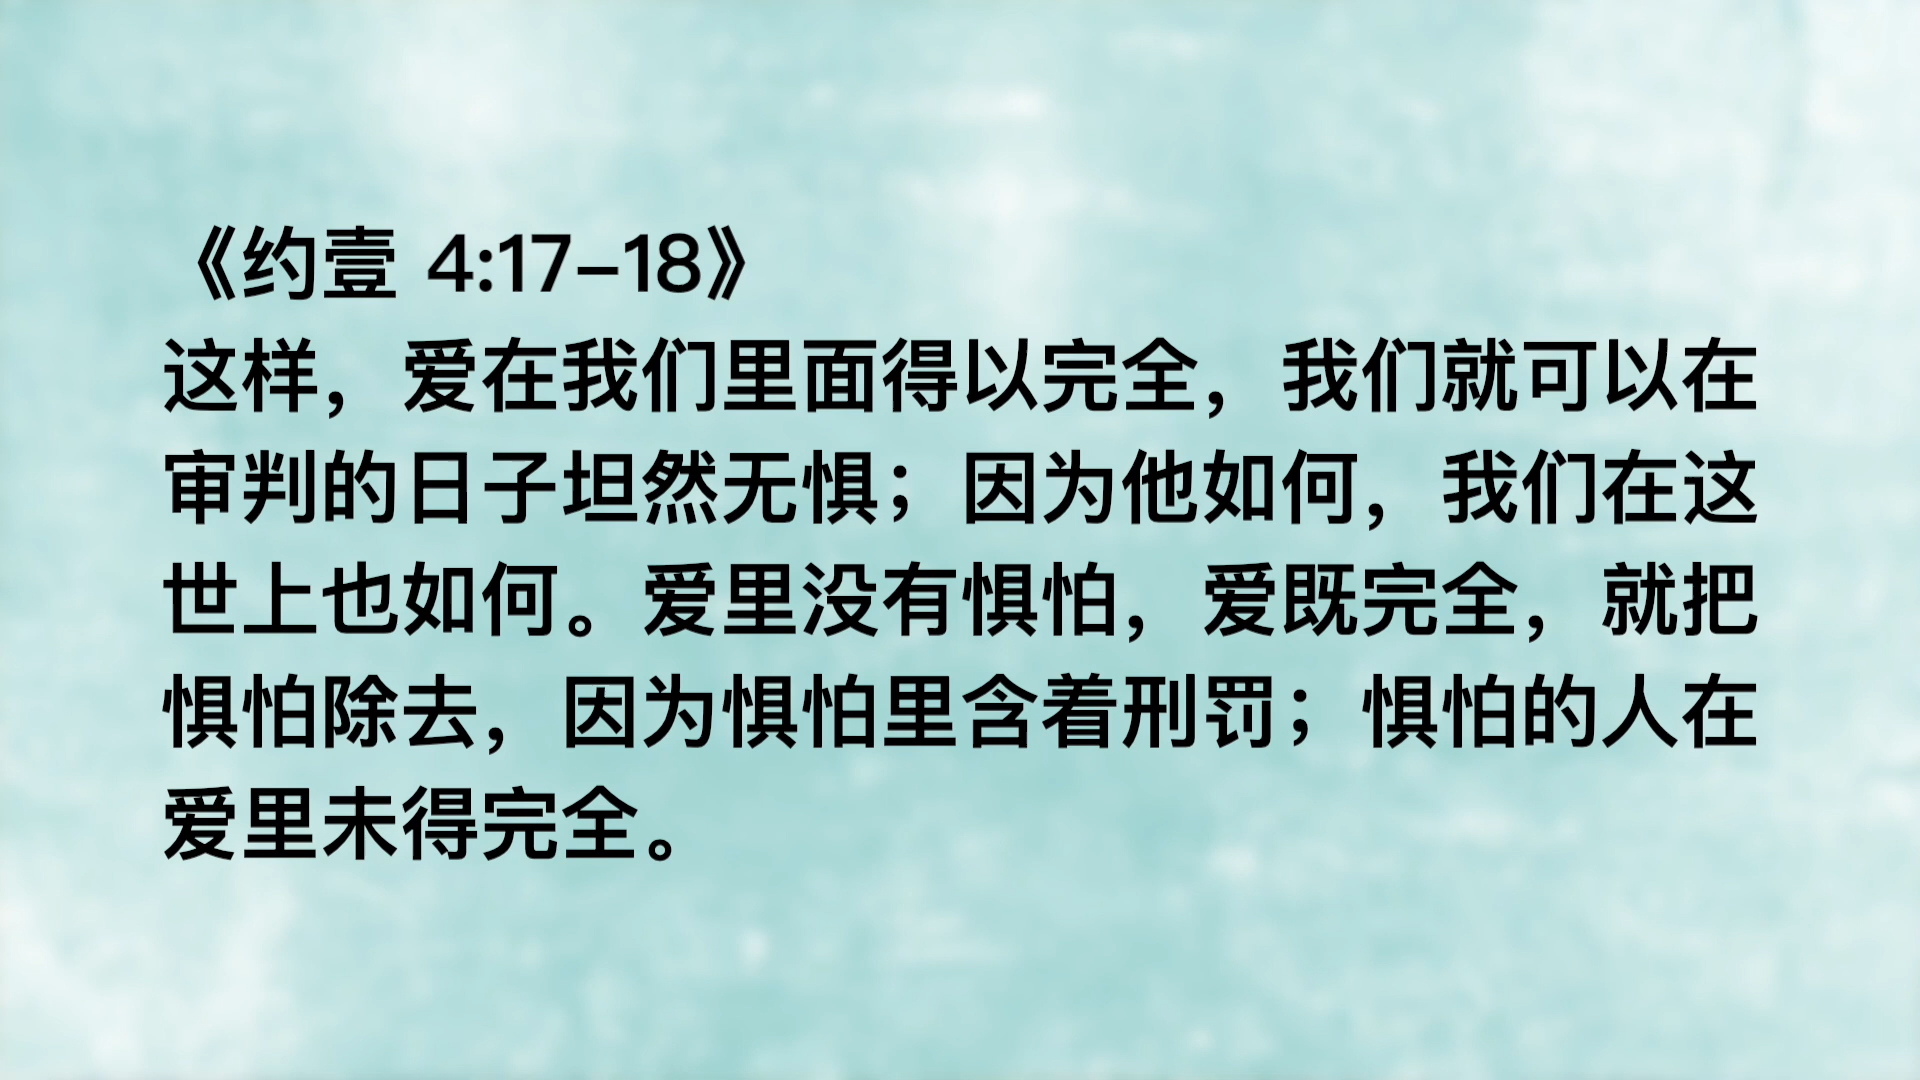 《约壹 4:17–18》
这样，爱在我们里面得以完全，我们就可以在
审判的日子坦然无惧；因为他如何，我们在这
世上也如何。爱里没有惧怕，爱既完全，就把
惧怕除去，因为惧怕里含着刑罚；惧怕的人在
爱里未得完全。